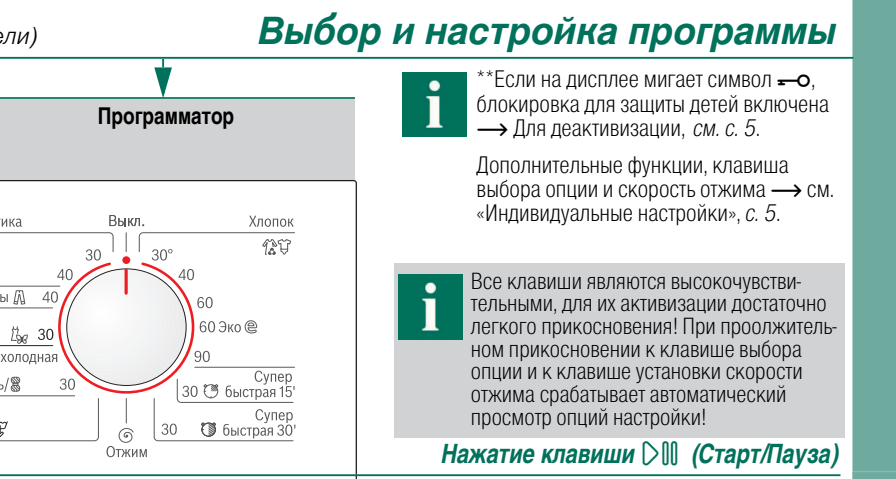 ели)
Выбор и настройка программы
Программатор
**Если на дисплее мигает символ ,
блокировка для защиты детей включена
⟶ Для деактивизации, см. с. 5.
Дополнительные функции, клавиша
выбора опции и скорость отжима ⟶ см.
«Индивидуальные настройки», с. 5.
тика Выкл. Хлопок
30 30°
40 40
ы 40 60
30 60 Эко
холодная 90
ь/ 30
Супер
30 быстрая 15'
Супер
30 быстрая 30'
Отжим
i
Все клавиши являются высокочувстви-
тельными, для их активизации достаточно
легкого прикосновения! При проолжитель-
ном прикосновении к клавише выбора
опции и к клавише установки скорости
отжима срабатывает автоматический
просмотр опций настройки!
Нажатие клавиши (Старт/Пауза)